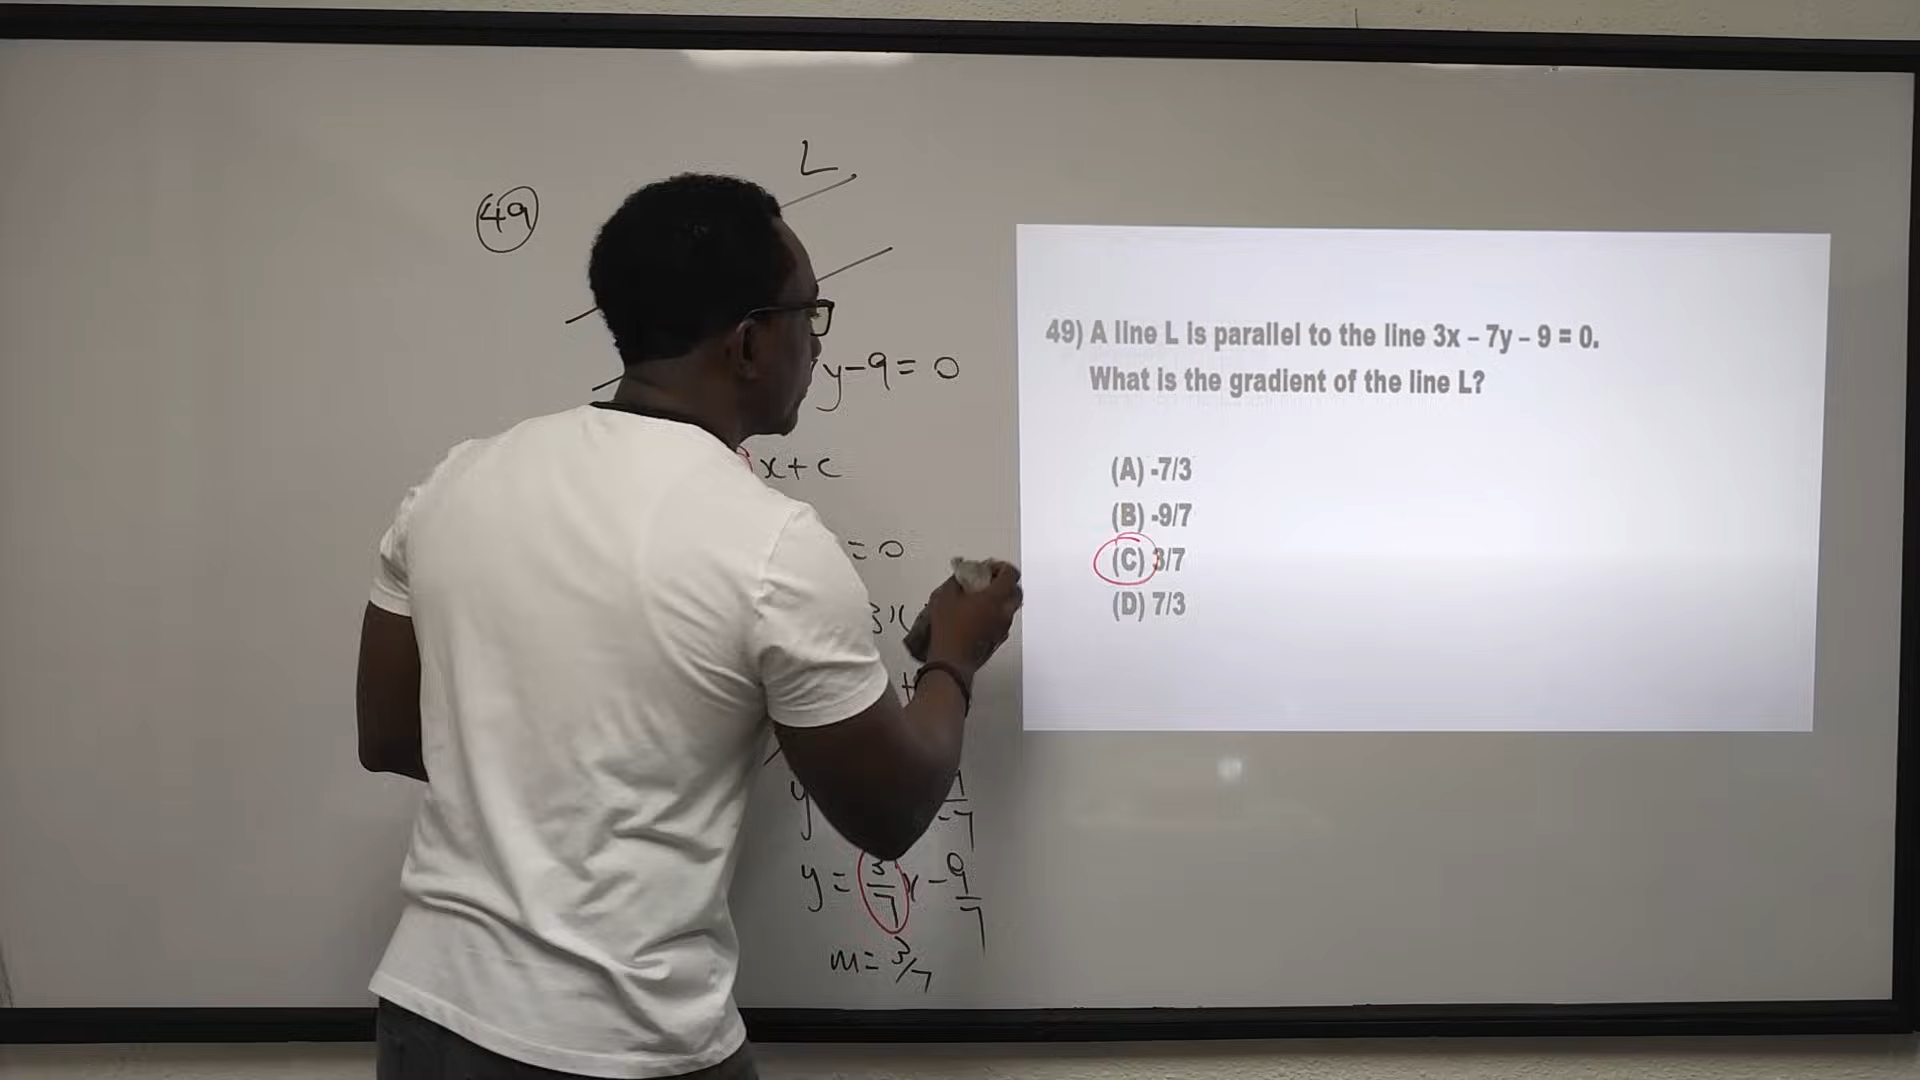 L
49
y-9=0
x+c
=0
y
-7
y=3/7x-9/7
m=3/7
49) A line L is parallel to the line 3x – 7y – 9 = 0.
What is the gradient of the line L?
(A) -7/3
(B) -9/7
(C) 3/7
(D) 7/3